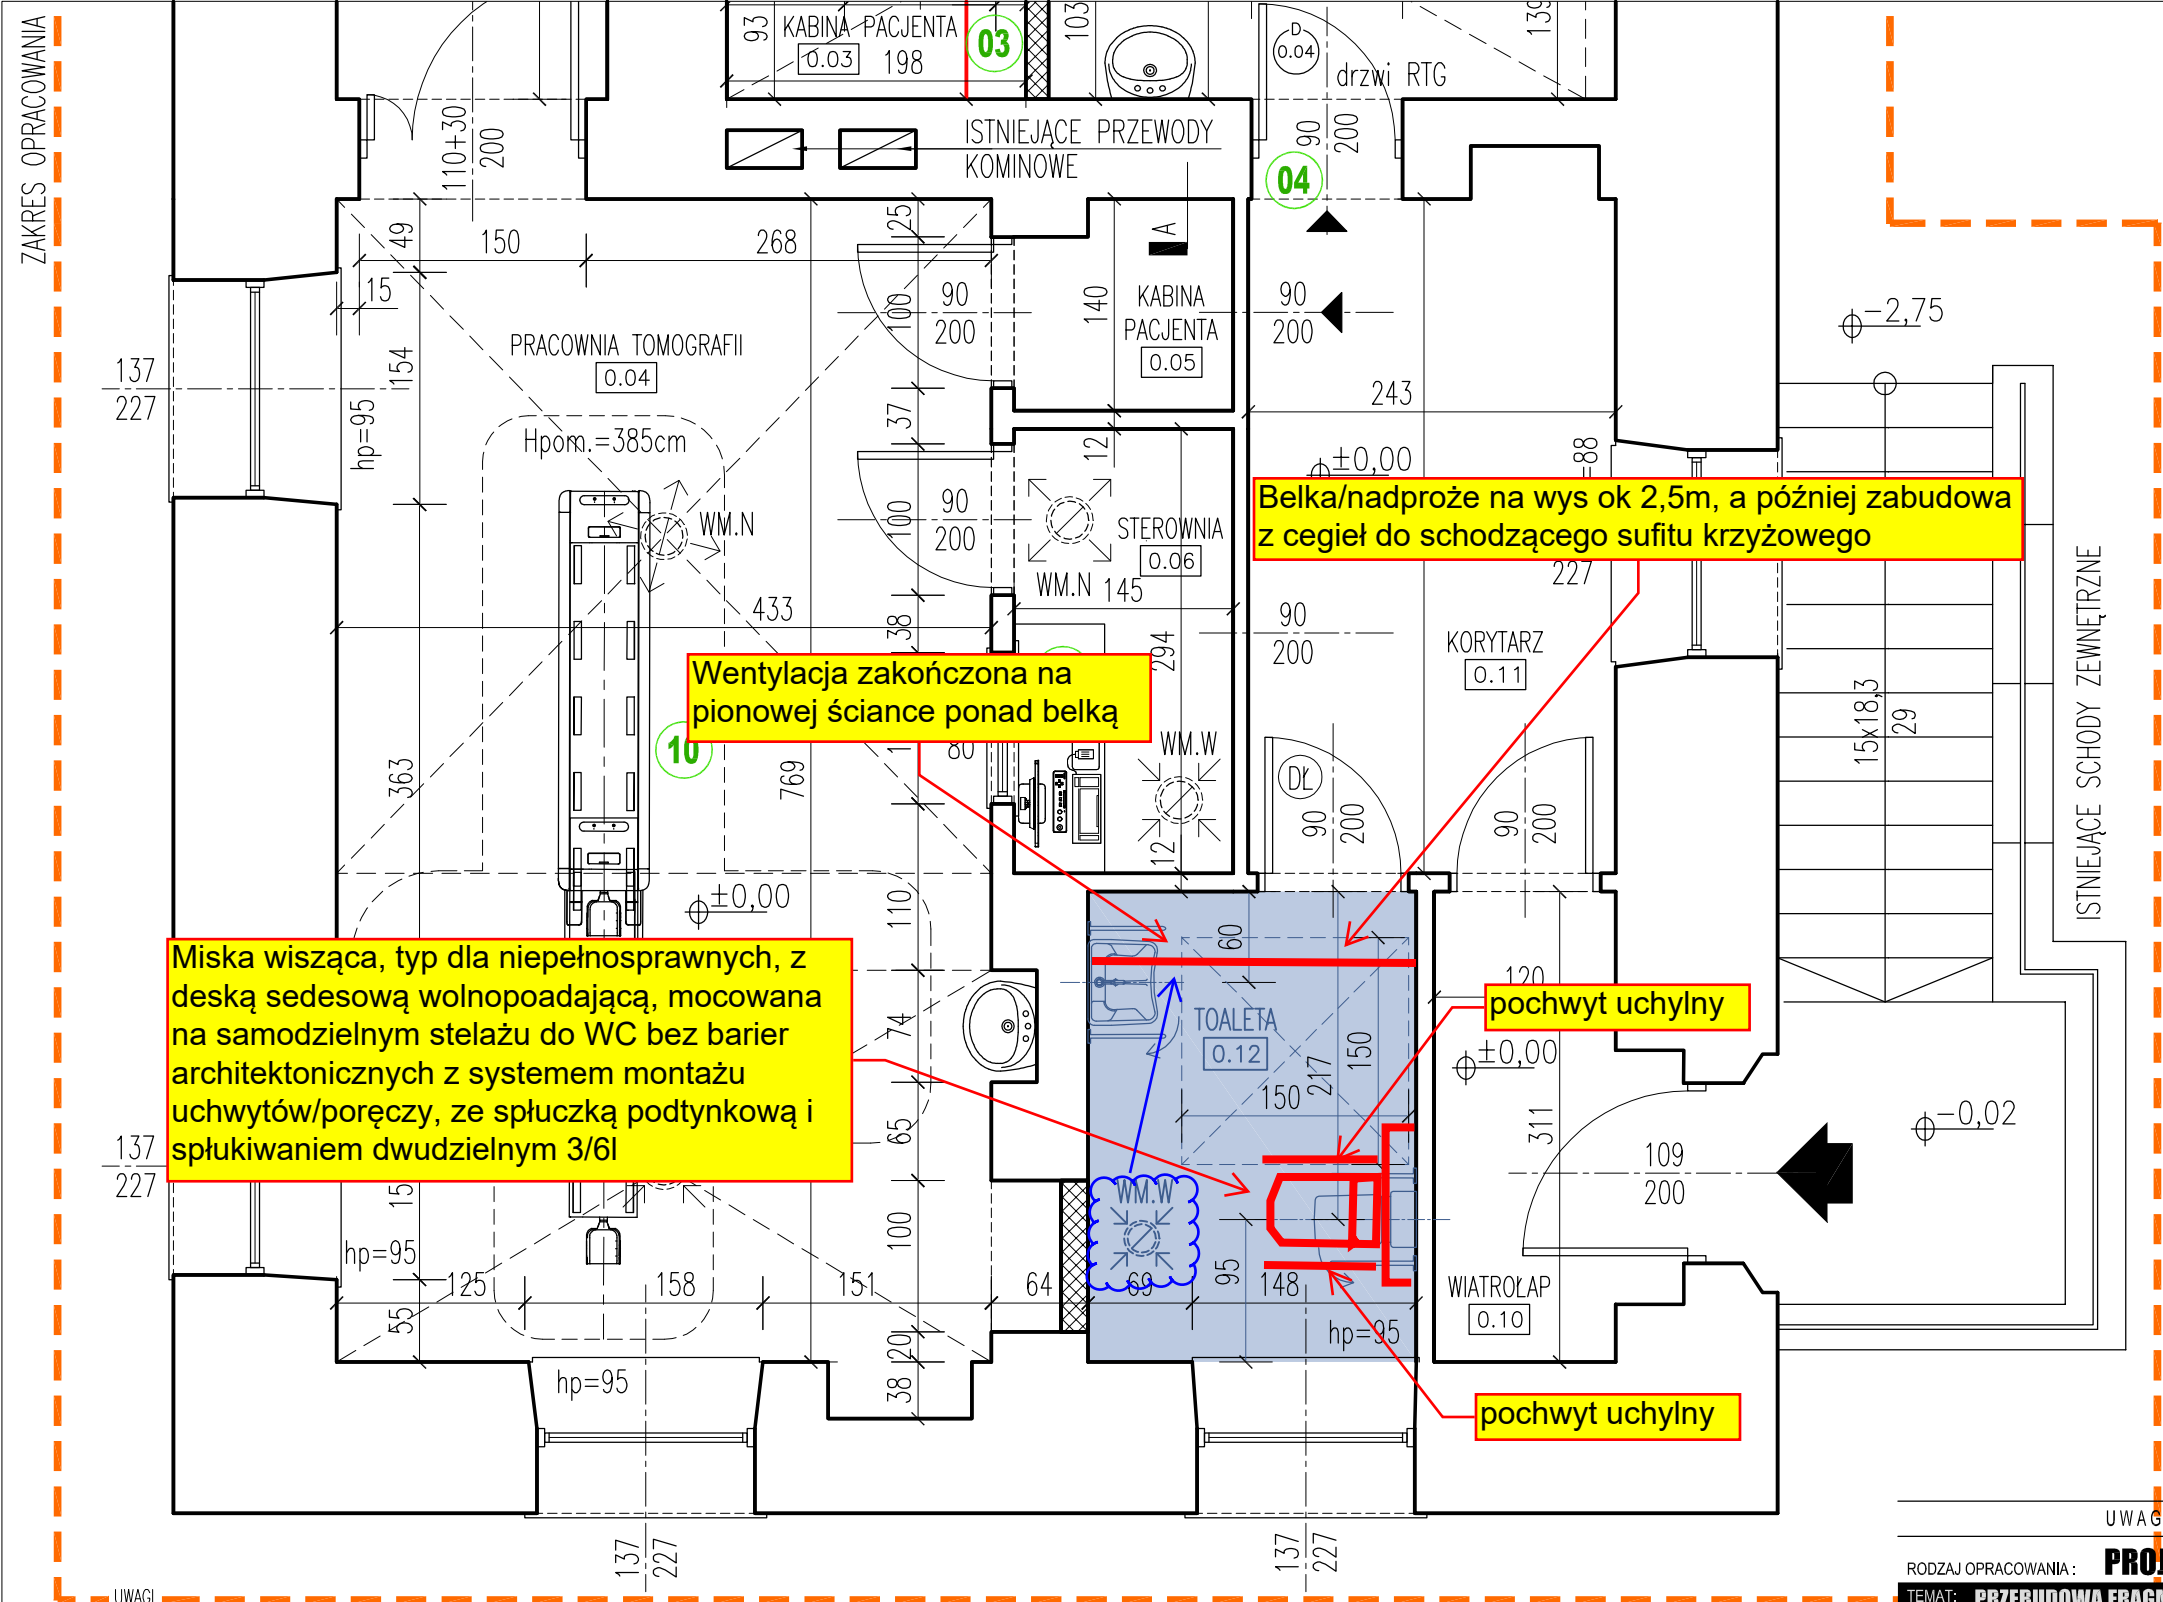 ZAKRES OPRACOWANIA
93
KABINA PACJENTA
0.03
198
03
103
D
0.04
drzwi RTG
139
110+30
200
ISTNIEJĄCE PRZEWODY
KOMINOWE
90
200
04
49
150
268
25
A
15
100
90
200
140
KABINA
PACJENTA
0.05
90
200
-2,75
PRACOWNIA TOMOGRAFII
0.04
137
227
154
hp=95
37
243
Hpom.=385cm
12
±0,00
=88
WM.N
100
90
200
STEROWNIA
0.06
WM.N
145
Belka/nadproże na wys ok 2,5m, a później zabudowa
z cegieł do schodzącego sufitu krzyżowego
227
433
38
294
90
200
KORYTARZ
0.11
ISTNIEJĄCE SCHODY ZEWNĘTRZNE
15x18,3
29
Wentylacja zakończona na
pionowej ściance ponad belką
10
80
WM.W
363
769
DŁ
90
200
90
200
12
±0,00
110
60
120
Miska wisząca, typ dla niepełnosprawnych, z
deską sedesową wolnopoadającą, mocowana
na samodzielnym stelażu do WC bez barier
architektonicznych z systemem montażu
uchwytów/poręczy, ze spłuczką podtynkową i
spłukiwaniem dwudzielnym 3/6l
pochwyt uchylny
74
TOALETA
0.12
150
217
150
±0,00
311
-0,02
65
137
227
15
109
200
WM.W
100
hp=95
125
158
151
64
69
95
148
WIATROŁAP
0.10
55
20
hp=95
38
hp=95
pochwyt uchylny
137
227
137
227
UWAG
RODZAJ OPRACOWANIA :
PROJ
TEMAT:
PRZEBUDOWA FRAGM
UWAGI